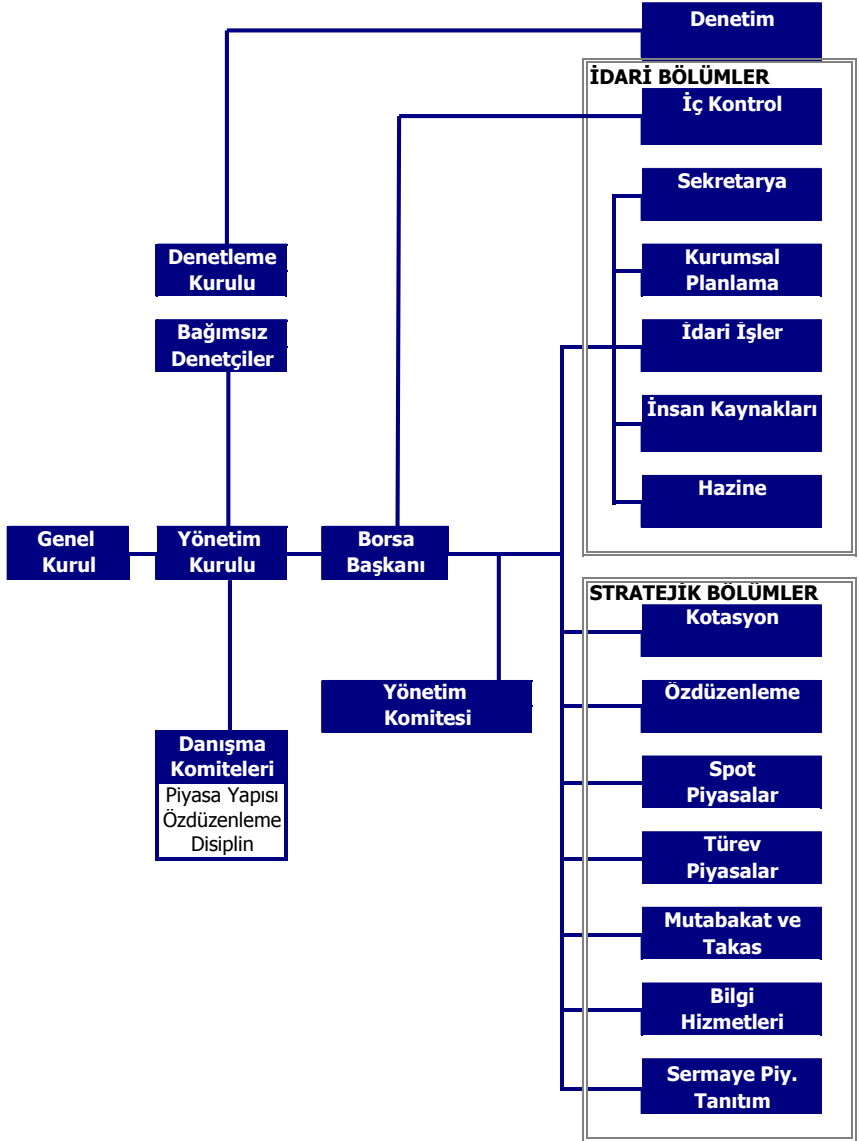 Denetim
İDARİ BÖLÜMLER
İç Kontrol
Sekretarya
Denetleme
Kurulu
Kurumsal
Planlama
Bağımsız
Denetçiler
İdari İşler
İnsan Kaynakları
Hazine
Genel
Kurul
Yönetim
Kurulu
Borsa
Başkanı
STRATEJİK BÖLÜMLER
Kotasyon
Yönetim
Komitesi
Özdüzenleme
Danışma
Komiteleri
Piyasa Yapısı
Özdüzenleme
Disiplin
Spot
Piyasalar
Türev
Piyasalar
Mutabakat ve
Takas
Bilgi
Hizmetleri
Sermaye Piy.
Tanıtım